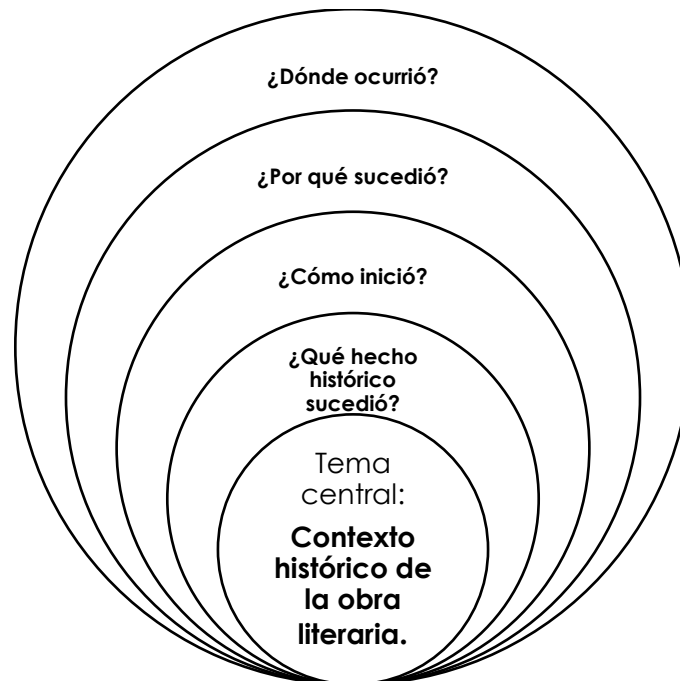 ¿Dónde ocurrió?
¿Por qué sucedió?
¿Cómo inició?
¿Qué hecho
histórico
sucedió?
Tema
central:
Contexto
histórico de
la obra
literaria.